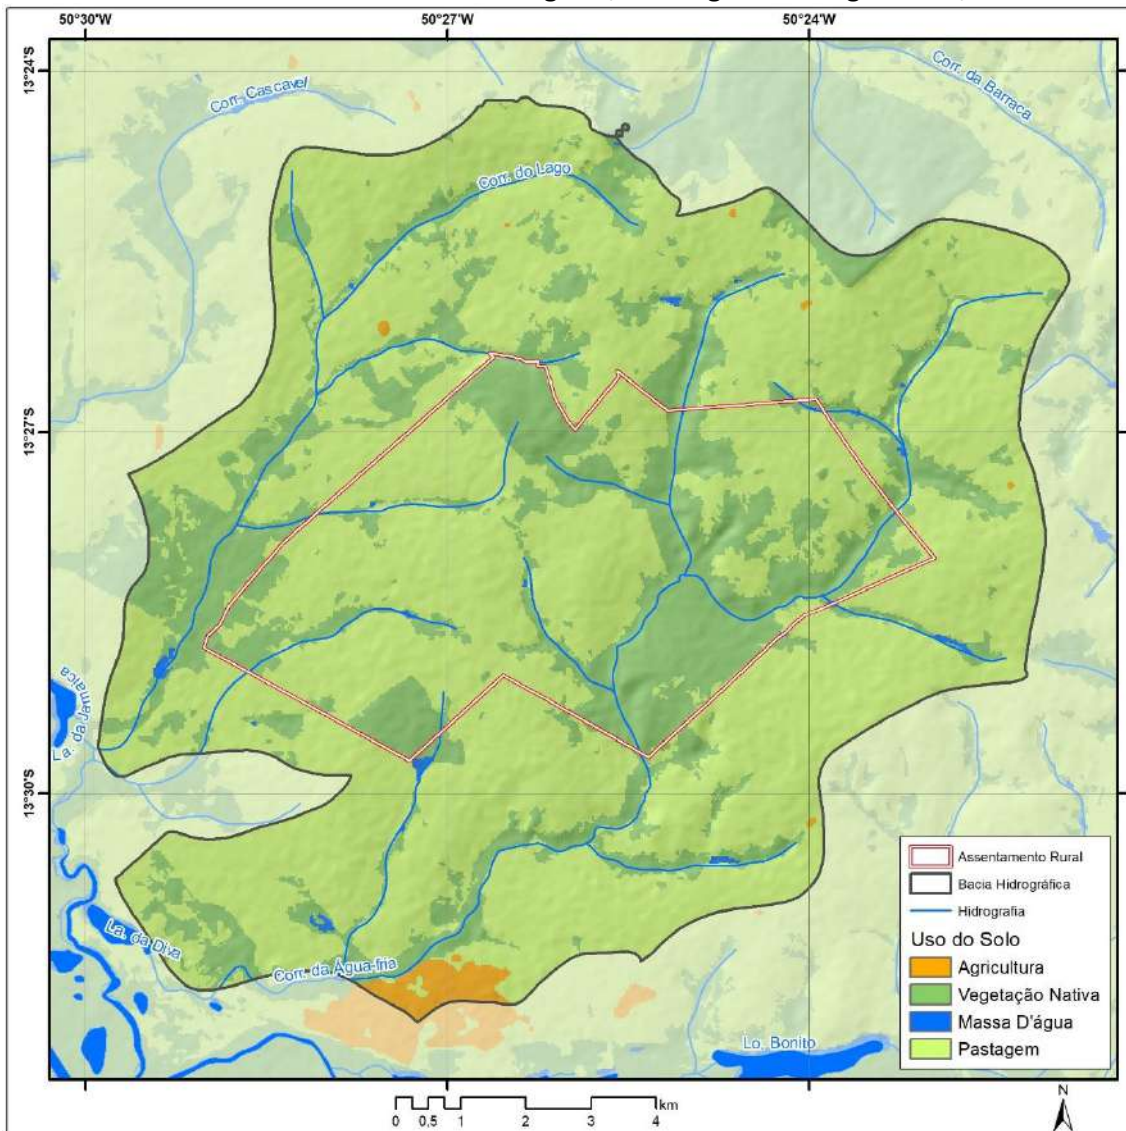 50°30'W
50°27'W
50°24'W
13°24'S
Corr. Cascavel
Corr. da Barraca
Corr. do Lago
13°27'S
La. da Jamaica
13°30'S
La. da Diva
Corr. da Água-fria
Lo. Bonito
Assentamento Rural
Bacia Hidrográfica
Hidrografia
Uso do Solo
Agricultura
Vegetação Nativa
Massa D'água
Pastagem
km
0 0,5 1 2 3 4
N